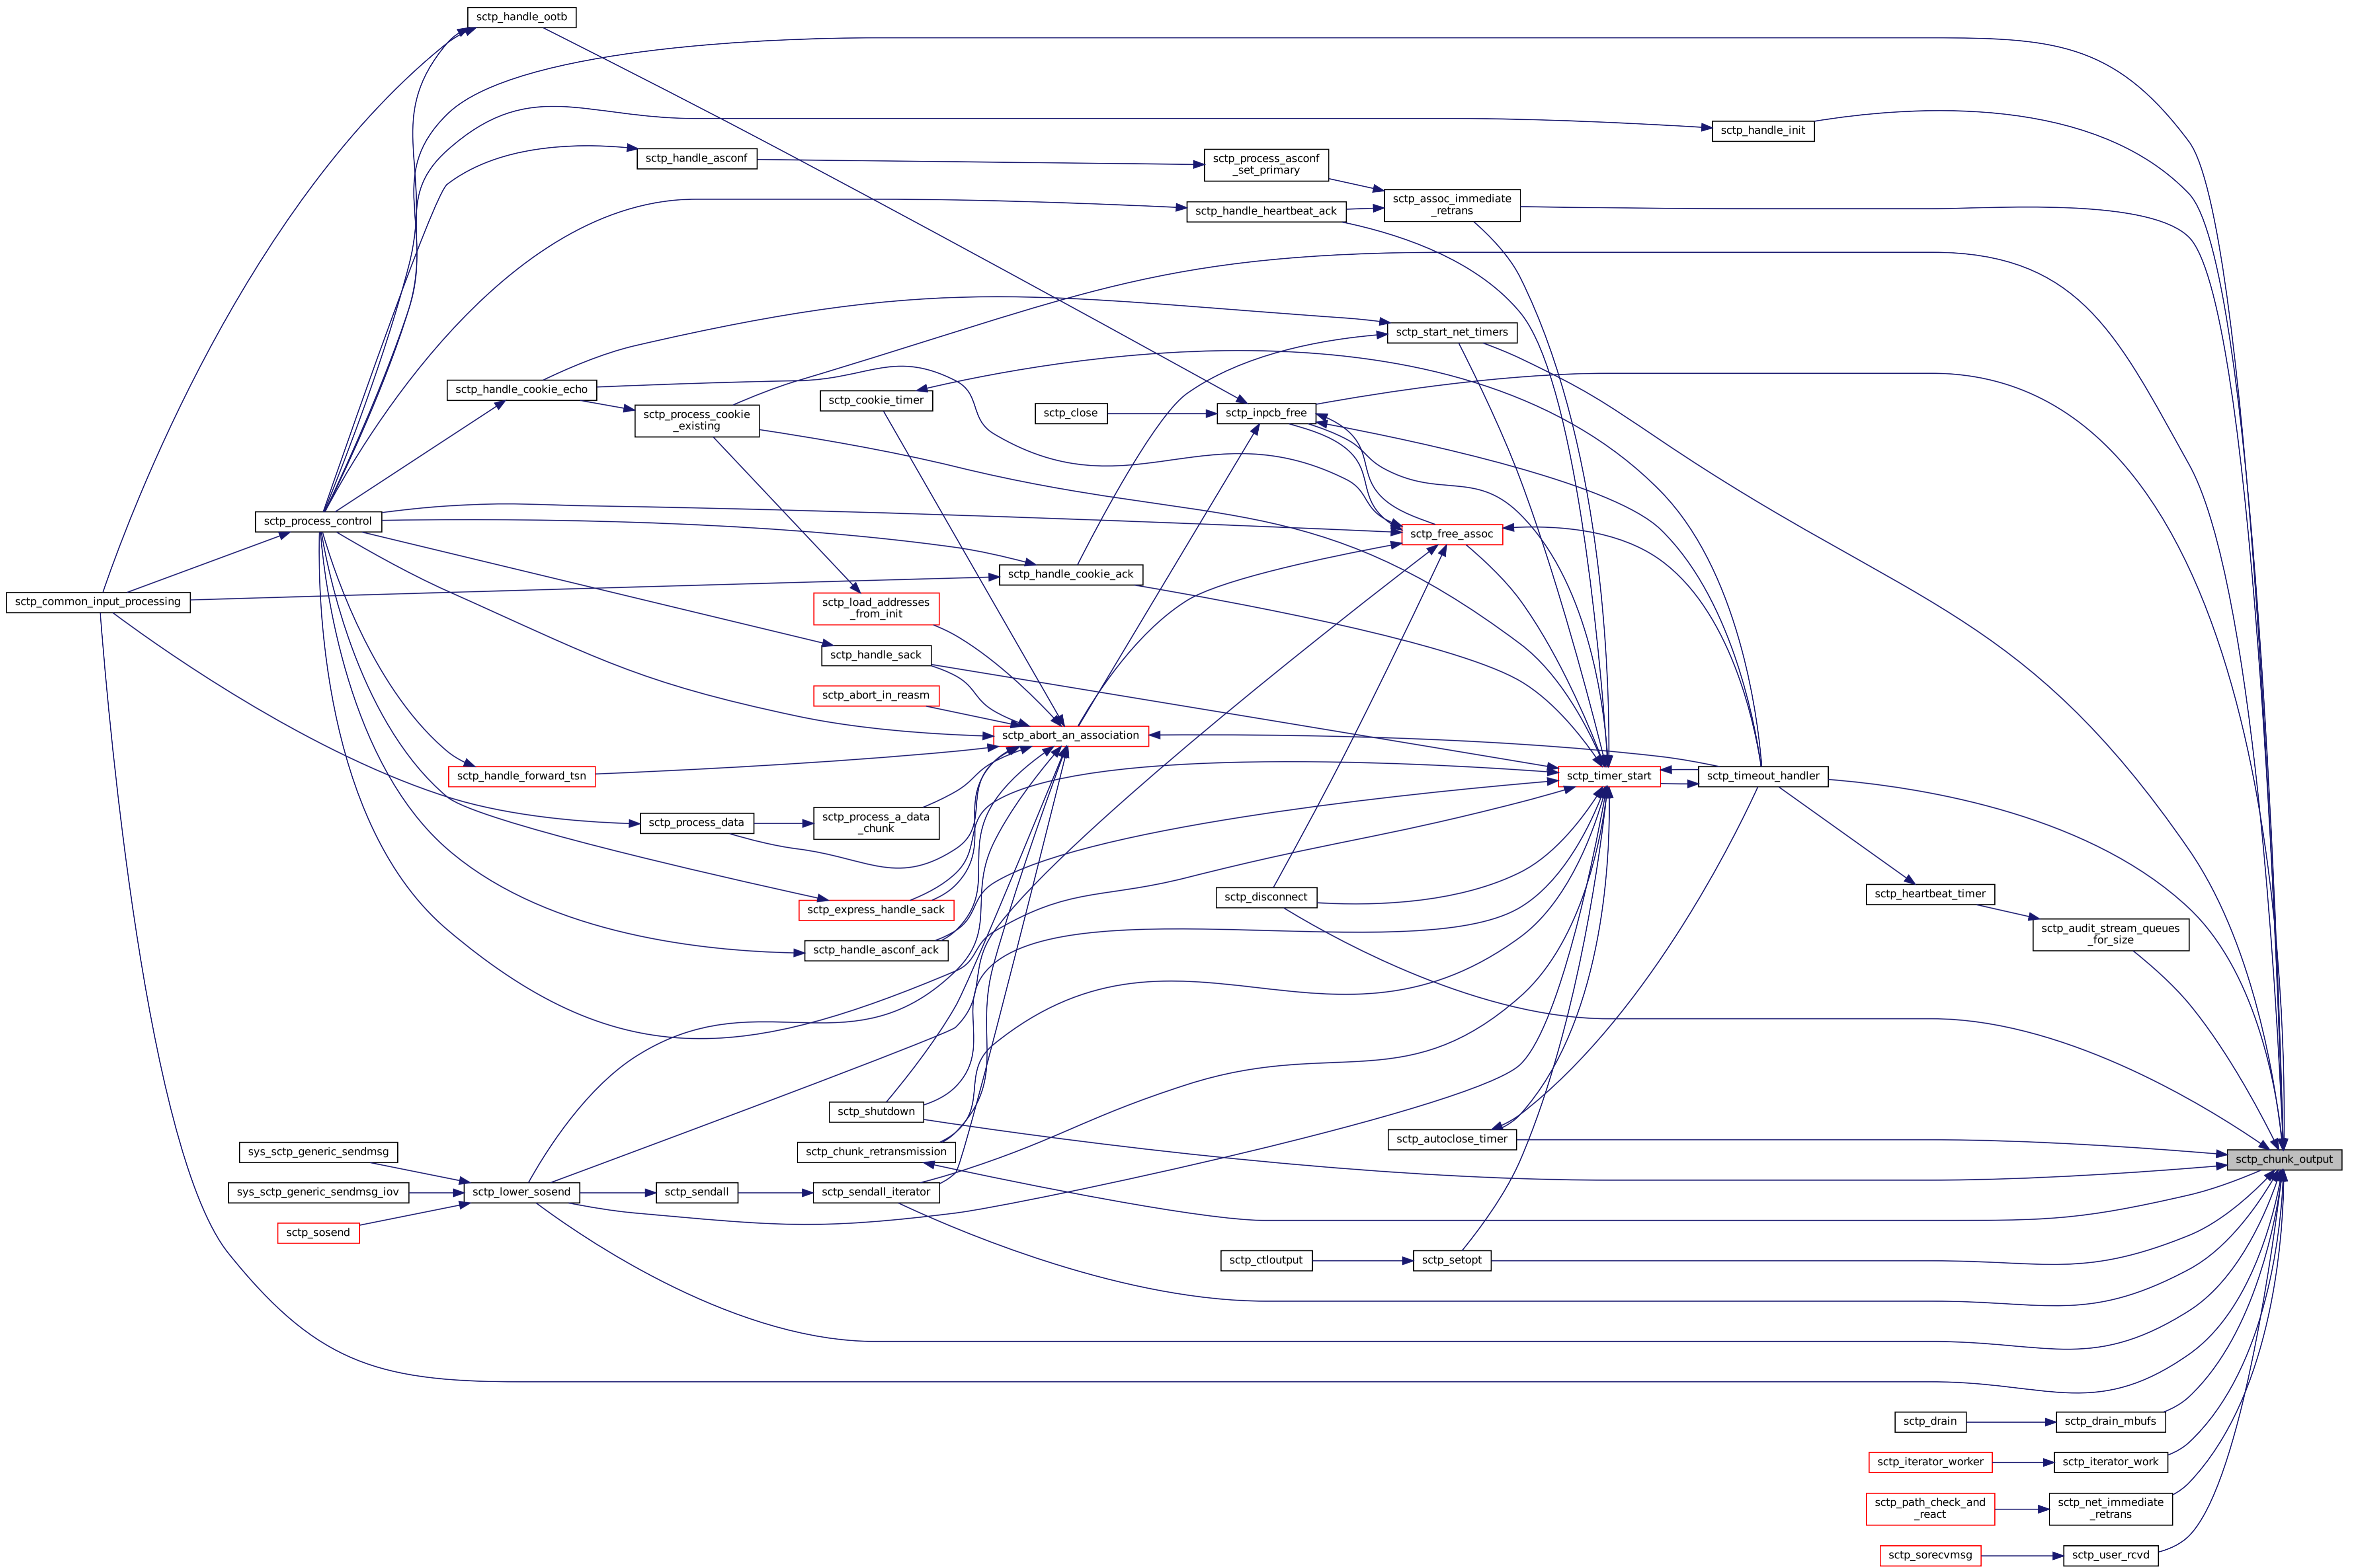 sctp_handle_ootb
sctp_handle_init
sctp_handle_asconf
sctp_process_asconf
_set_primary
sctp_assoc_immediate
_retrans
sctp_handle_heartbeat_ack
sctp_start_net_timers
sctp_handle_cookie_echo
sctp_cookie_timer
sctp_process_cookie
_existing
sctp_close
sctp_inpcb_free
sctp_process_control
sctp_free_assoc
sctp_handle_cookie_ack
sctp_common_input_processing
sctp_load_addresses
_from_init
sctp_handle_sack
sctp_abort_in_reasm
sctp_abort_an_association
sctp_handle_forward_tsn
sctp_timer_start
sctp_timeout_handler
sctp_process_data
sctp_process_a_data
_chunk
sctp_disconnect
sctp_heartbeat_timer
sctp_express_handle_sack
sctp_audit_stream_queues
_for_size
sctp_handle_asconf_ack
sctp_shutdown
sctp_autoclose_timer
sys_sctp_generic_sendmsg
sctp_chunk_retransmission
sctp_chunk_output
sys_sctp_generic_sendmsg_iov
sctp_lower_sosend
sctp_sendall
sctp_sendall_iterator
sctp_sosend
sctp_ctloutput
sctp_setopt
sctp_drain
sctp_drain_mbufs
sctp_iterator_worker
sctp_iterator_work
sctp_path_check_and
_react
sctp_net_immediate
_retrans
sctp_sorecvmsg
sctp_user_rcvd